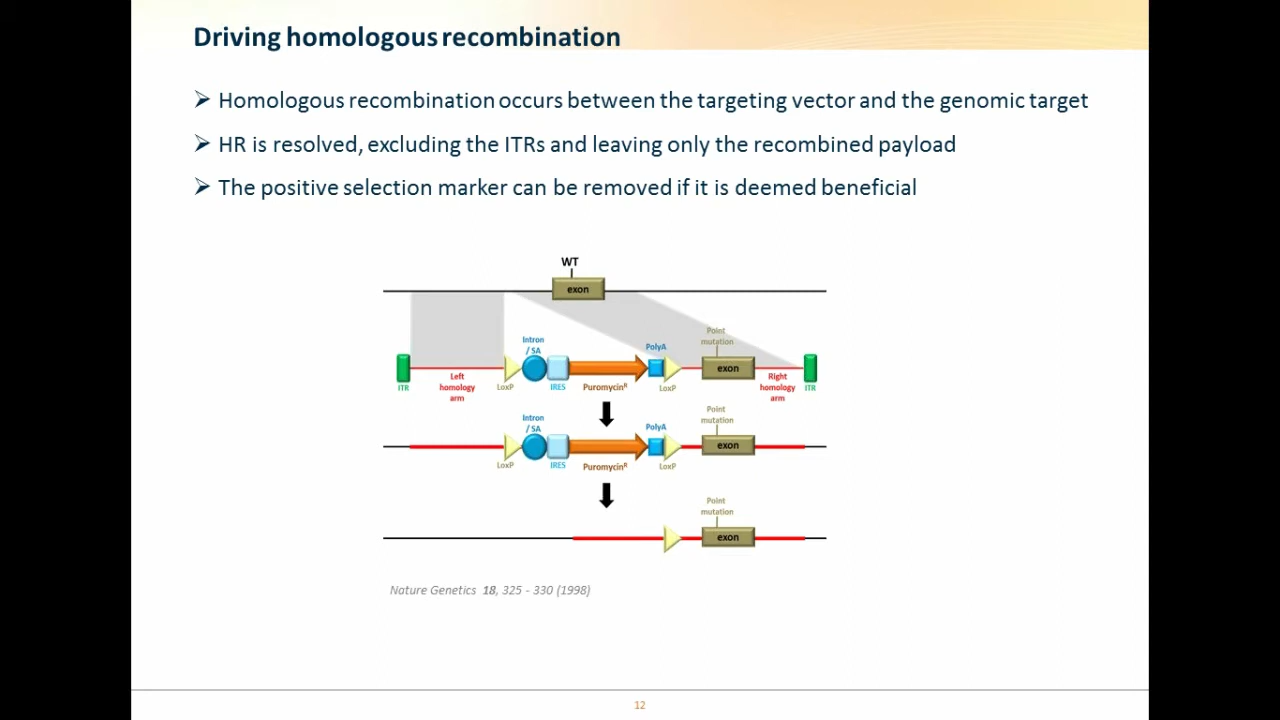 Driving homologous recombination
Homologous recombination occurs between the targeting vector and the genomic target
HR is resolved, excluding the ITRs and leaving only the recombined payload
The positive selection marker can be removed if it is deemed beneficial
WT
exon
Intron
/ SA
PolyA
Point
mutation
exon
ITR
Left
homology
arm
LoxP
IRES
Puromycinᴿ
LoxP
Right
homology
arm
ITR
Intron
/ SA
PolyA
Point
mutation
exon
LoxP
IRES
Puromycinᴿ
LoxP
Point
mutation
exon
Nature Genetics 18, 325 - 330 (1998)
12